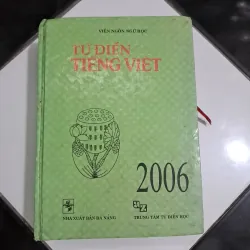 VIỆN NGÔN NGỮ HỌC
TỪ ĐIỂN
TIẾNG VIỆT
2006
NHÀ XUẤT BẢN ĐÀ NẴNG
TRUNG TÂM TỪ ĐIỂN HỌC